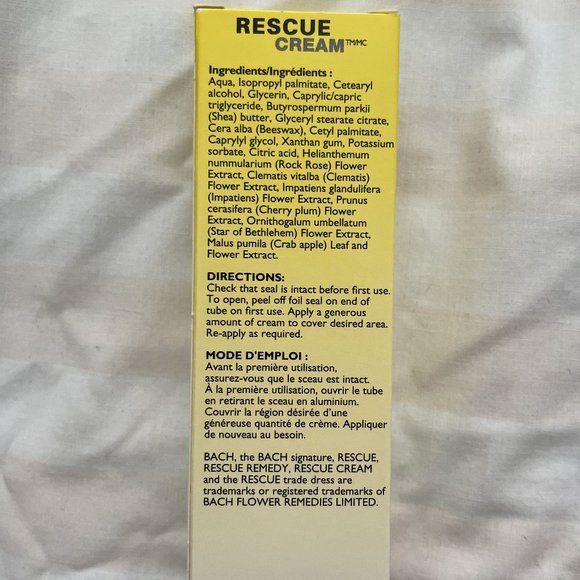 RESCUE
CREAM™/MC
Ingredients/Ingrédients :
Aqua, Isopropyl palmitate, Cetearyl
alcohol, Glycerin, Caprylic/capric
triglyceride, Butyrospermum parkii
(Shea) butter, Glyceryl stearate citrate,
Cera alba (Beeswax), Cetyl palmitate,
Caprylyl glycol, Xanthan gum, Potassium
sorbate, Citric acid, Helianthemum
nummularium (Rock Rose) Flower
Extract, Clematis vitalba (Clematis)
Flower Extract, Impatiens glandulifera
(Impatiens) Flower Extract, Prunus
cerasifera (Cherry plum) Flower
Extract, Ornithogalum umbellatum
(Star of Bethlehem) Flower Extract,
Malus pumila (Crab apple) Leaf and
Flower Extract.
DIRECTIONS:
Check that seal is intact before first use.
To open, peel off foil seal on end of
tube on first use. Apply a generous
amount of cream to cover desired area.
Re-apply as required.
MODE D'EMPLOI :
Avant la première utilisation,
assurez-vous que le sceau est intact.
À la première utilisation, ouvrir le tube
en retirant le sceau en aluminium.
Couvrir la région désirée d'une
généreuse quantité de crème. Appliquer
de nouveau au besoin.
BACH, the BACH signature, RESCUE,
RESCUE REMEDY, RESCUE CREAM
and the RESCUE trade dress are
trademarks or registered trademarks of
BACH FLOWER REMEDIES LIMITED.